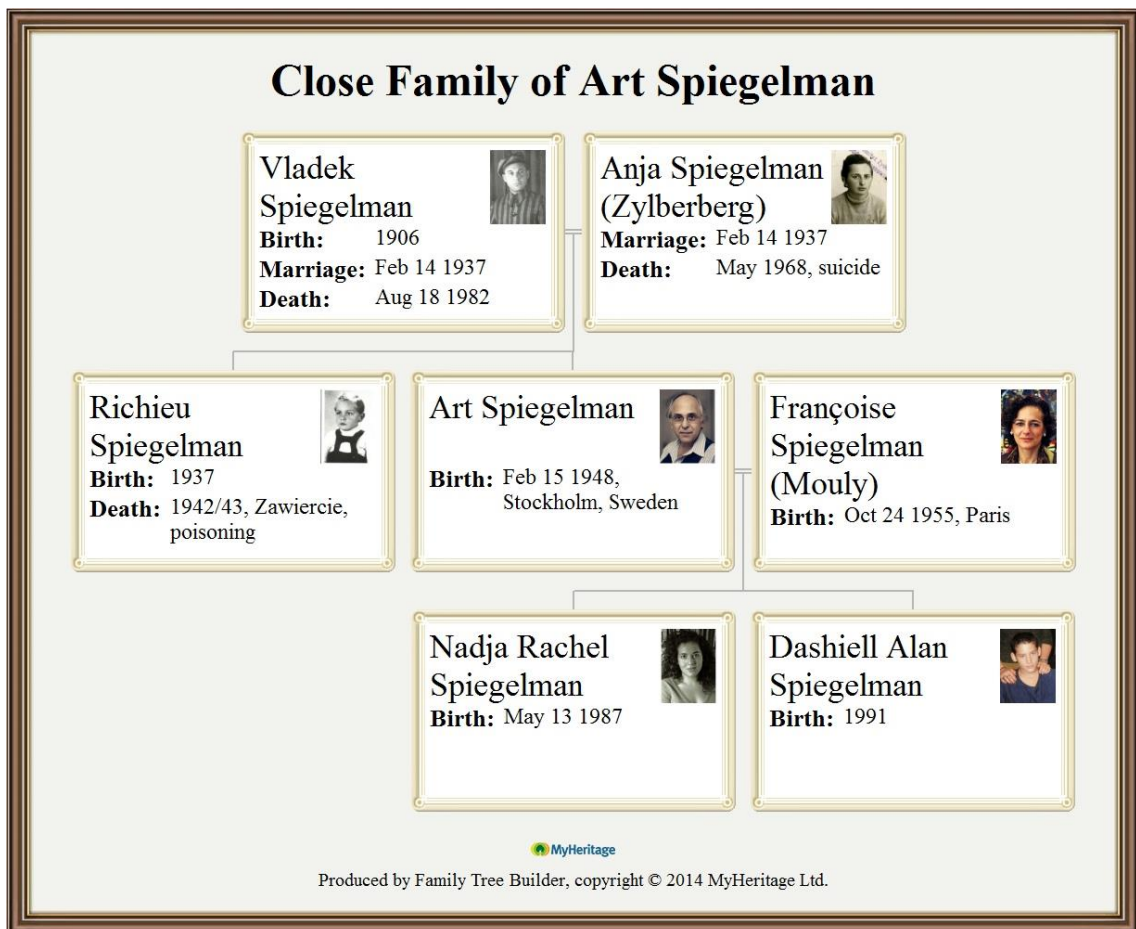 Close Family of Art Spiegelman
Vladek
Spiegelman
Birth: 1906
Marriage: Feb 14 1937
Death: Aug 18 1982
Anja Spiegelman
(Zylberberg)
Marriage: Feb 14 1937
Death: May 1968, suicide
Richieu
Spiegelman
Birth: 1937
Death: 1942/43, Zawiercie,
poisoning
Art Spiegelman
Birth: Feb 15 1948,
Stockholm, Sweden
Françoise
Spiegelman
(Mouly)
Birth: Oct 24 1955, Paris
Nadja Rachel
Spiegelman
Birth: May 13 1987
Dashiell Alan
Spiegelman
Birth: 1991
MyHeritage
Produced by Family Tree Builder, copyright © 2014 MyHeritage Ltd.